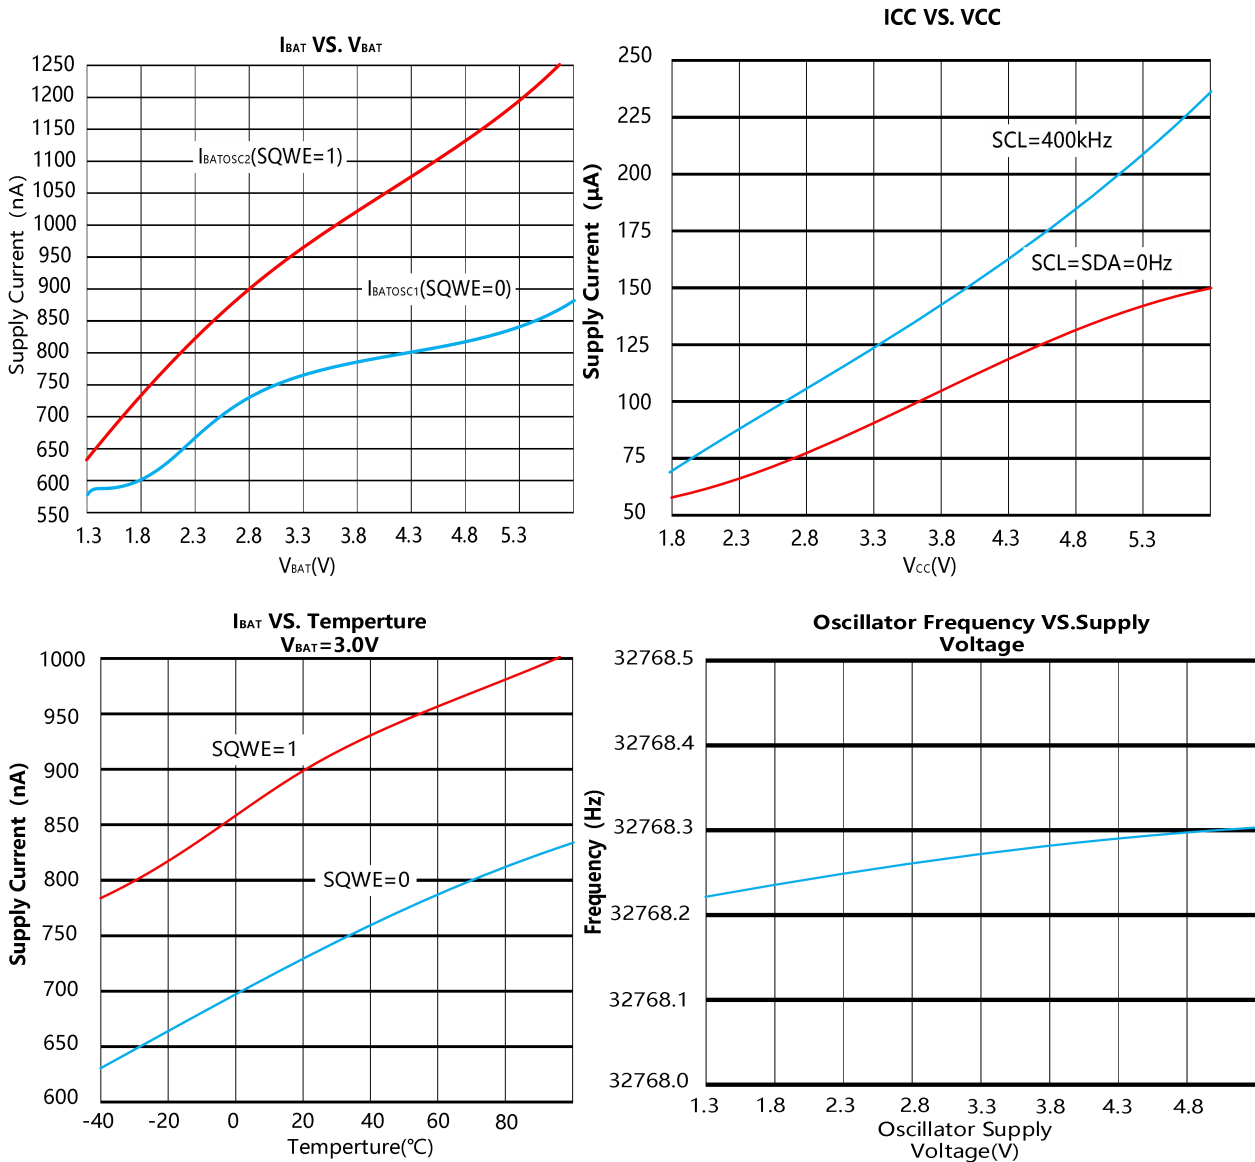 IBAT VS. VBAT
1250
1200
1150
1100
1050
1000
950
900
850
800
750
700
650
600
550
Supply Current (nA)
IBATOSC2(SQWE=1)
IBATOSC1(SQWE=0)
1.3 1.8 2.3 2.8 3.3 3.8 4.3 4.8 5.3
VBAT(V)
ICC VS. VCC
250
225
200
175
150
125
100
75
50
Supply Current (μA)
SCL=400kHz
SCL=SDA=0Hz
1.8 2.3 2.8 3.3 3.8 4.3 4.8 5.3
VCC(V)
IBAT VS. Temperture
VBAT=3.0V
1000
950
900
850
800
750
700
650
600
Supply Current (nA)
SQWE=1
SQWE=0
-40 -20 0 20 40 60 80
Temperture(℃)
Oscillator Frequency VS.Supply
Voltage
32768.5
32768.4
32768.3
32768.2
32768.1
32768.0
Frequency (Hz)
1.3 1.8 2.3 2.8 3.3 3.8 4.3 4.8
Oscillator Supply
Voltage(V)